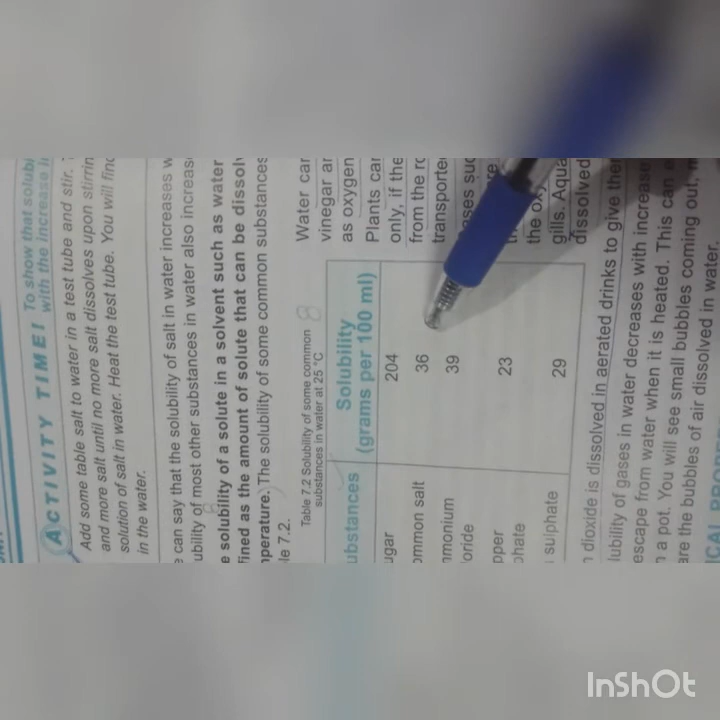 ACTIVITY TIME! To show that solubi
with the increase i
Add some table salt to water in a test tube and stir.
and more salt until no more salt dissolves upon stirrin
solution of salt in water. Heat the test tube. You will find
in the water.
e can say that the solubility of salt in water increases w
ubility of most other substances in water also increas
e solubility of a solute in a solvent such as water
fined as the amount of solute that can be dissol
perature. The solubility of some common substances
le 7.2.
Table 7.2 Solubility of some common
substances in water at 25 °C
8
ubstances Solubility
(grams per 100 ml)
ugar 204
ommon salt 36
mmonium 39
oride
pper 23
phate
sulphate 29
Water car
vinegar ar
as oxygen
Plants car
only, if the
from the ro
transporte
ases suc
the
gills. Aqua
dissolved
dioxide is dissolved in aerated drinks to give the
lubility of gases in water decreases with increase
escape from water when it is heated. This can
a pot. You will see small bubbles coming out,
are the bubbles of air dissolved in water.
InShOt